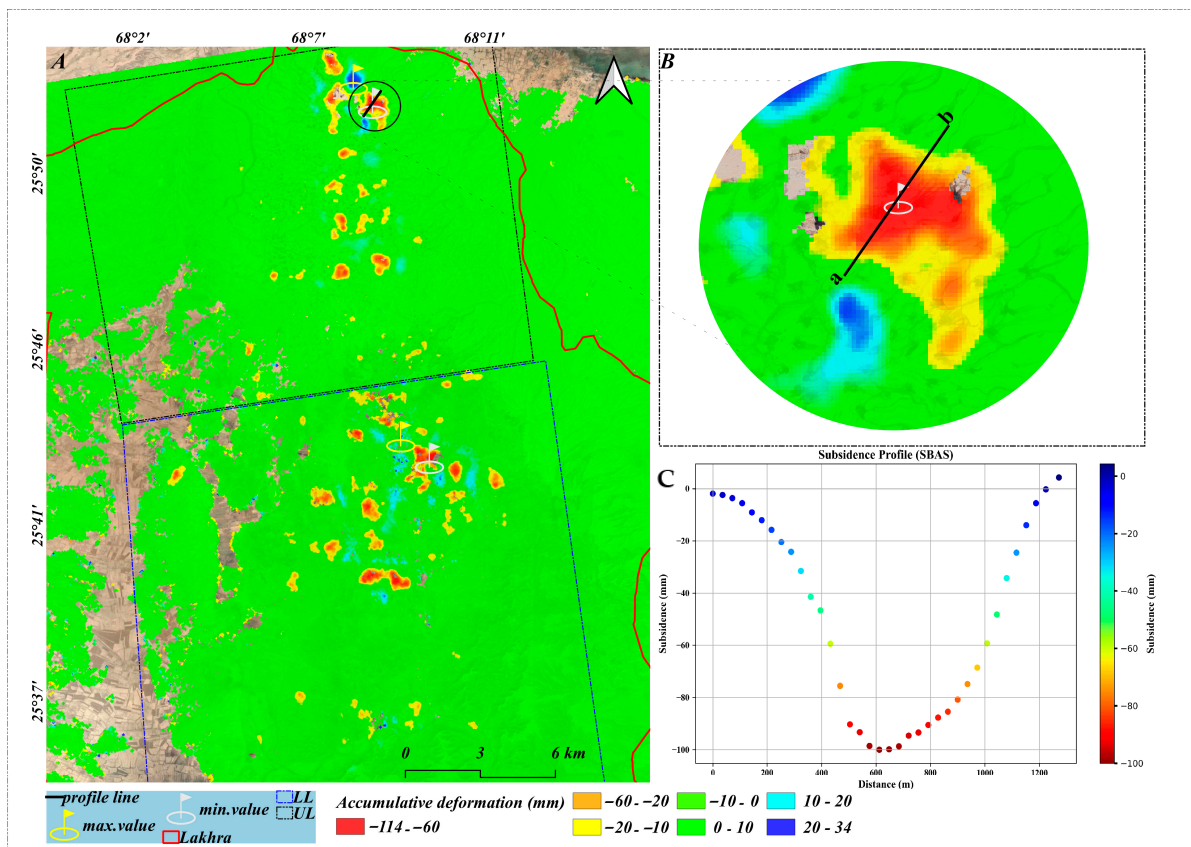 68°2'
68°7'
68°11'
A
B
25°50'
25°46'
25°41'
25°37'
b
a
0
3
6 km
C
Subsidence Profile (SBAS)
0
−20
−40
−60
−80
−100
Subsidence (mm)
0
200
400
600
800
1000
1200
Distance (m)
0
−20
−40
−60
−80
−100
Subsidence (mm)
profile line
max.value
min.value
Lakhra
LL
UL
Accumulative deformation (mm)
−114 - −60
−60 - −20
−20 - −10
−10 - 0
0 - 10
10 - 20
20 - 34